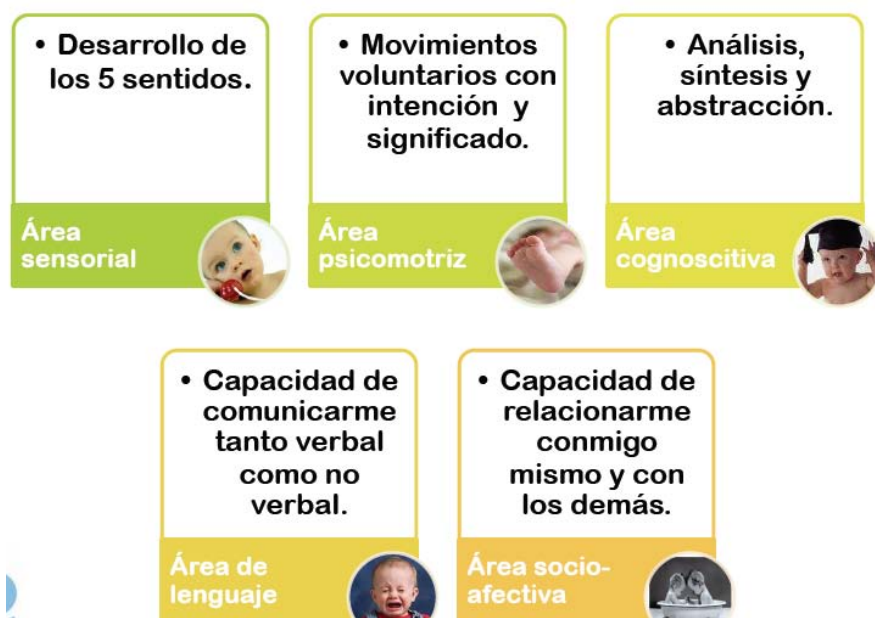 • Desarrollo de
los 5 sentidos.
Área
sensorial
• Movimientos
voluntarios con
intención y
significado.
Área
psicomotriz
• Análisis,
síntesis y
abstracción.
Área
cognoscitiva
• Capacidad de
comunicarme
tanto verbal
como no
verbal.
Área de
lenguaje
• Capacidad de
relacionarme
conmigo
mismo y con
los demás.
Área socio-
afectiva